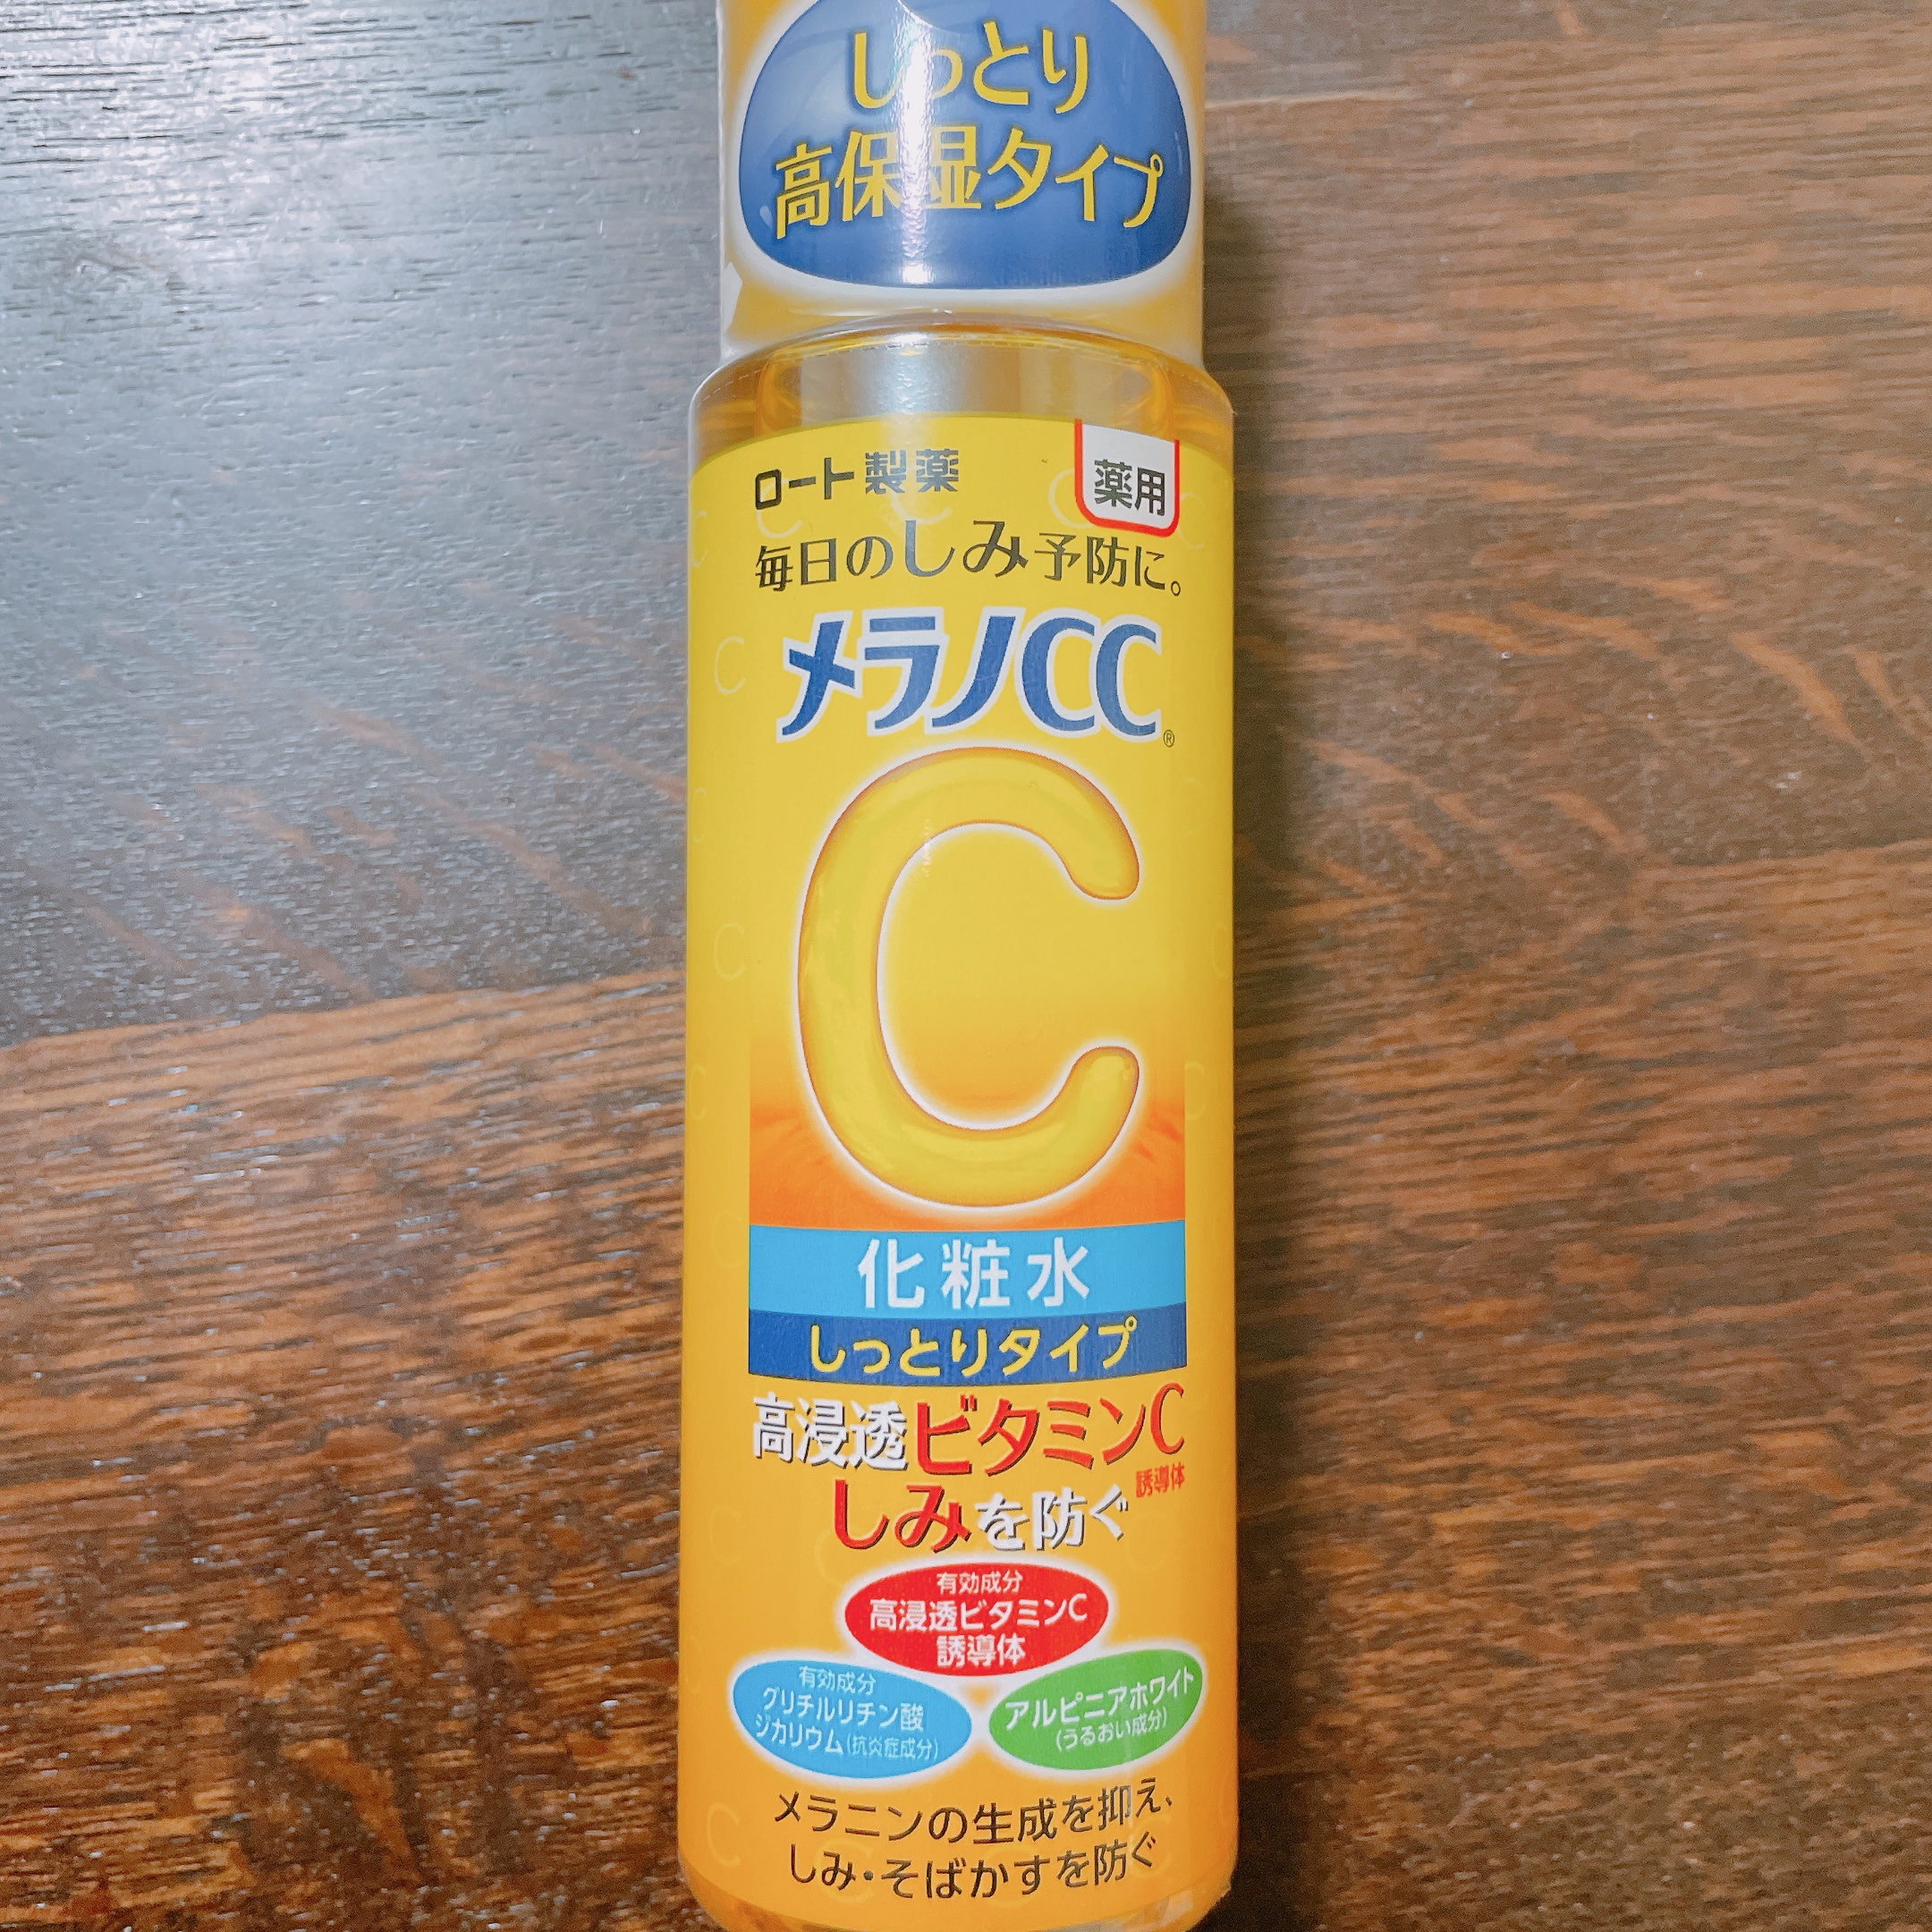 しっとり
高保湿タイプ
ロート製薬
薬用
毎日のしみ予防に。
メラノCC®
C
化粧水
しっとりタイプ
高浸透ビタミンC
誘導体
しみを防ぐ
有効成分
高浸透ビタミンC
誘導体
有効成分
グリチルリチン酸
ジカリウム(抗炎症成分)
アルピニアホワイト
(うるおい成分)
メラニンの生成を抑え、
しみ・そばかすを防ぐ